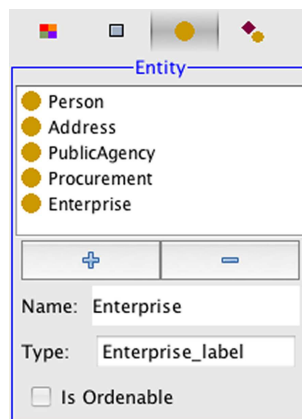 Entity
Person
Address
PublicAgency
Procurement
Enterprise
Name: Enterprise
Type: Enterprise_label
Is Ordenable